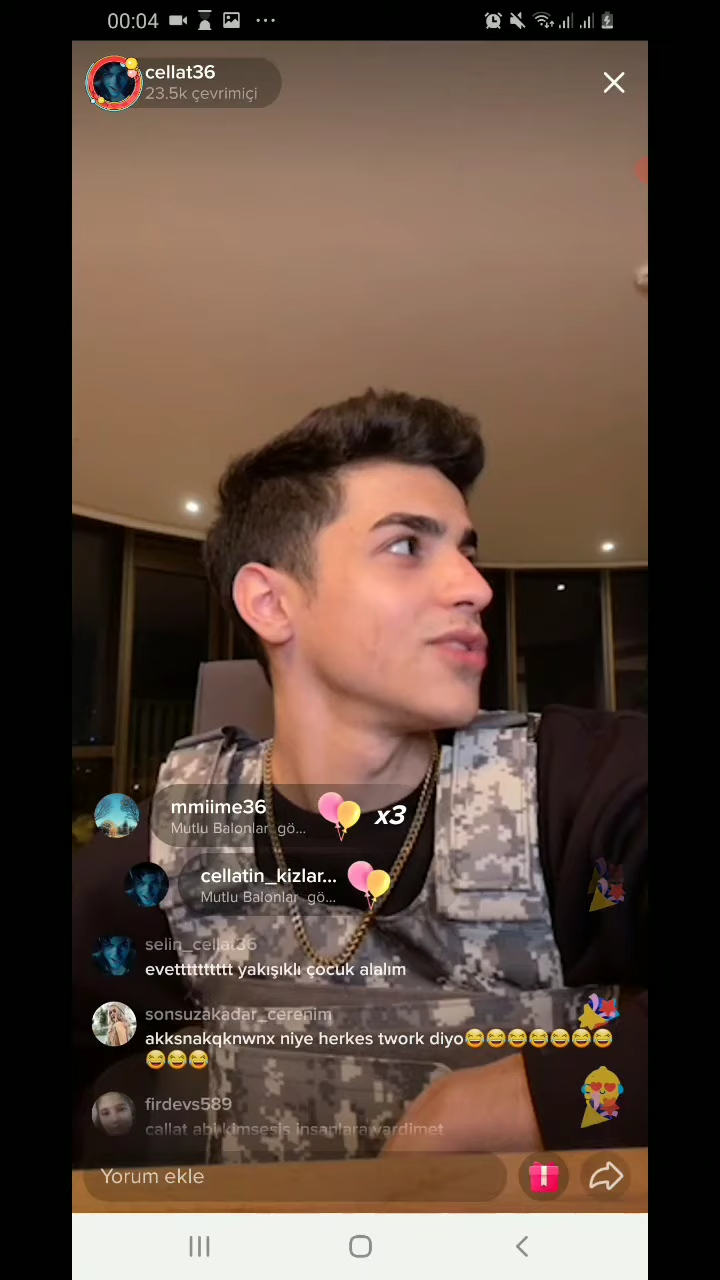 00:04
cellat36
23.5k çevrimiçi
mmiime36
Mutlu Balonlar gö...
x3
cellatin_kizlar...
Mutlu Balonlar gö...
selin_cellat36
evetttttttttt yakışıklı çocuk alalım
sonsuzakadar_cerenim
akksnakqknwnx niye herkes twork diyo😂😂😂😂😂😂😂
😂😂😂
firdevs589
callat abi kimsesis insanlara yardimet
Yorum ekle